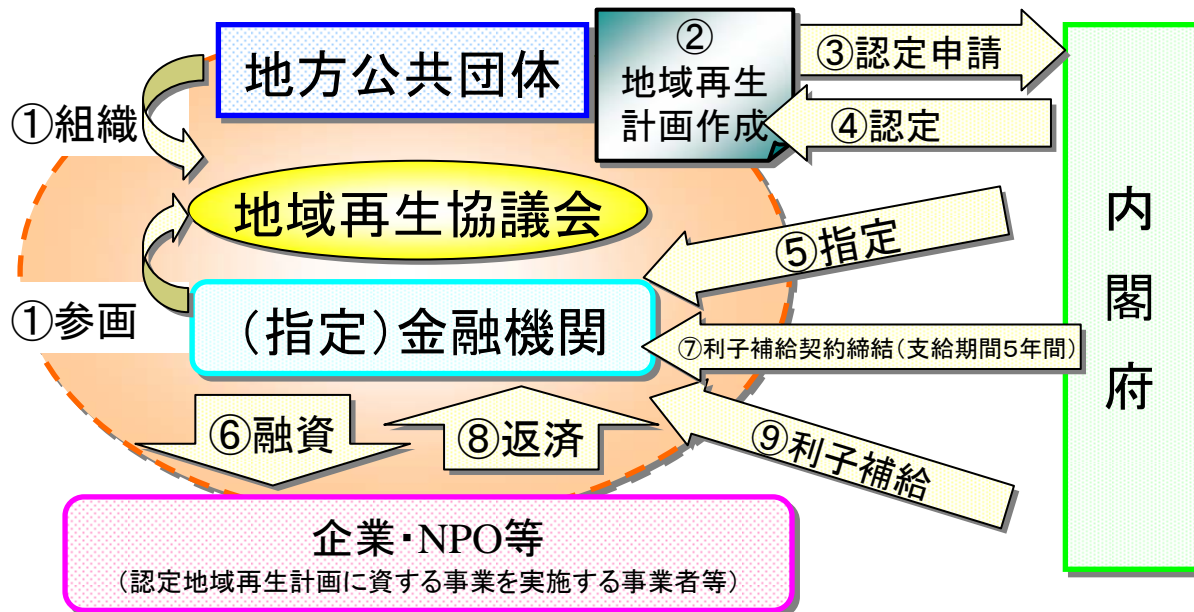 地方公共団体
②
地域再生
計画作成
③認定申請
④認定
①組織
地域再生協議会
⑤指定
内閣府
①参画
（指定）金融機関
⑦利子補給契約締結（支給期間5年間）
⑥融資
⑧返済
⑨利子補給
企業・NPO等
（認定地域再生計画に資する事業を実施する事業者等）